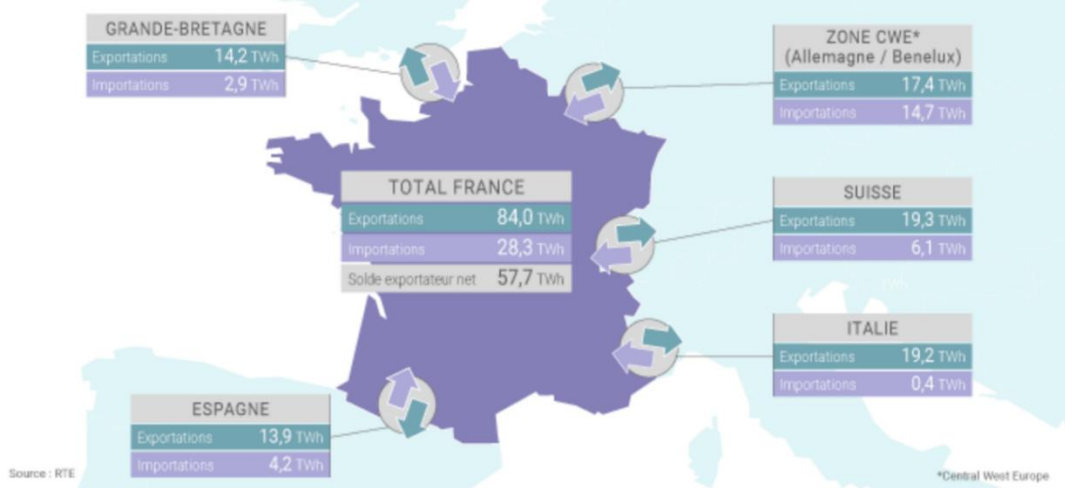 GRANDE-BRETAGNE
Exportations 14,2 TWh
Importations 2,9 TWh
ZONE CWE*
(Allemagne / Benelux)
Exportations 17,4 TWh
Importations 14,7 TWh
TOTAL FRANCE
Exportations 84,0 TWh
Importations 28,3 TWh
Solde exportateur net 57,7 TWh
SUISSE
Exportations 19,3 TWh
Importations 6,1 TWh
ITALIE
Exportations 19,2 TWh
Importations 0,4 TWh
ESPAGNE
Exportations 13,9 TWh
Importations 4,2 TWh
Source : RTE
*Central West Europe